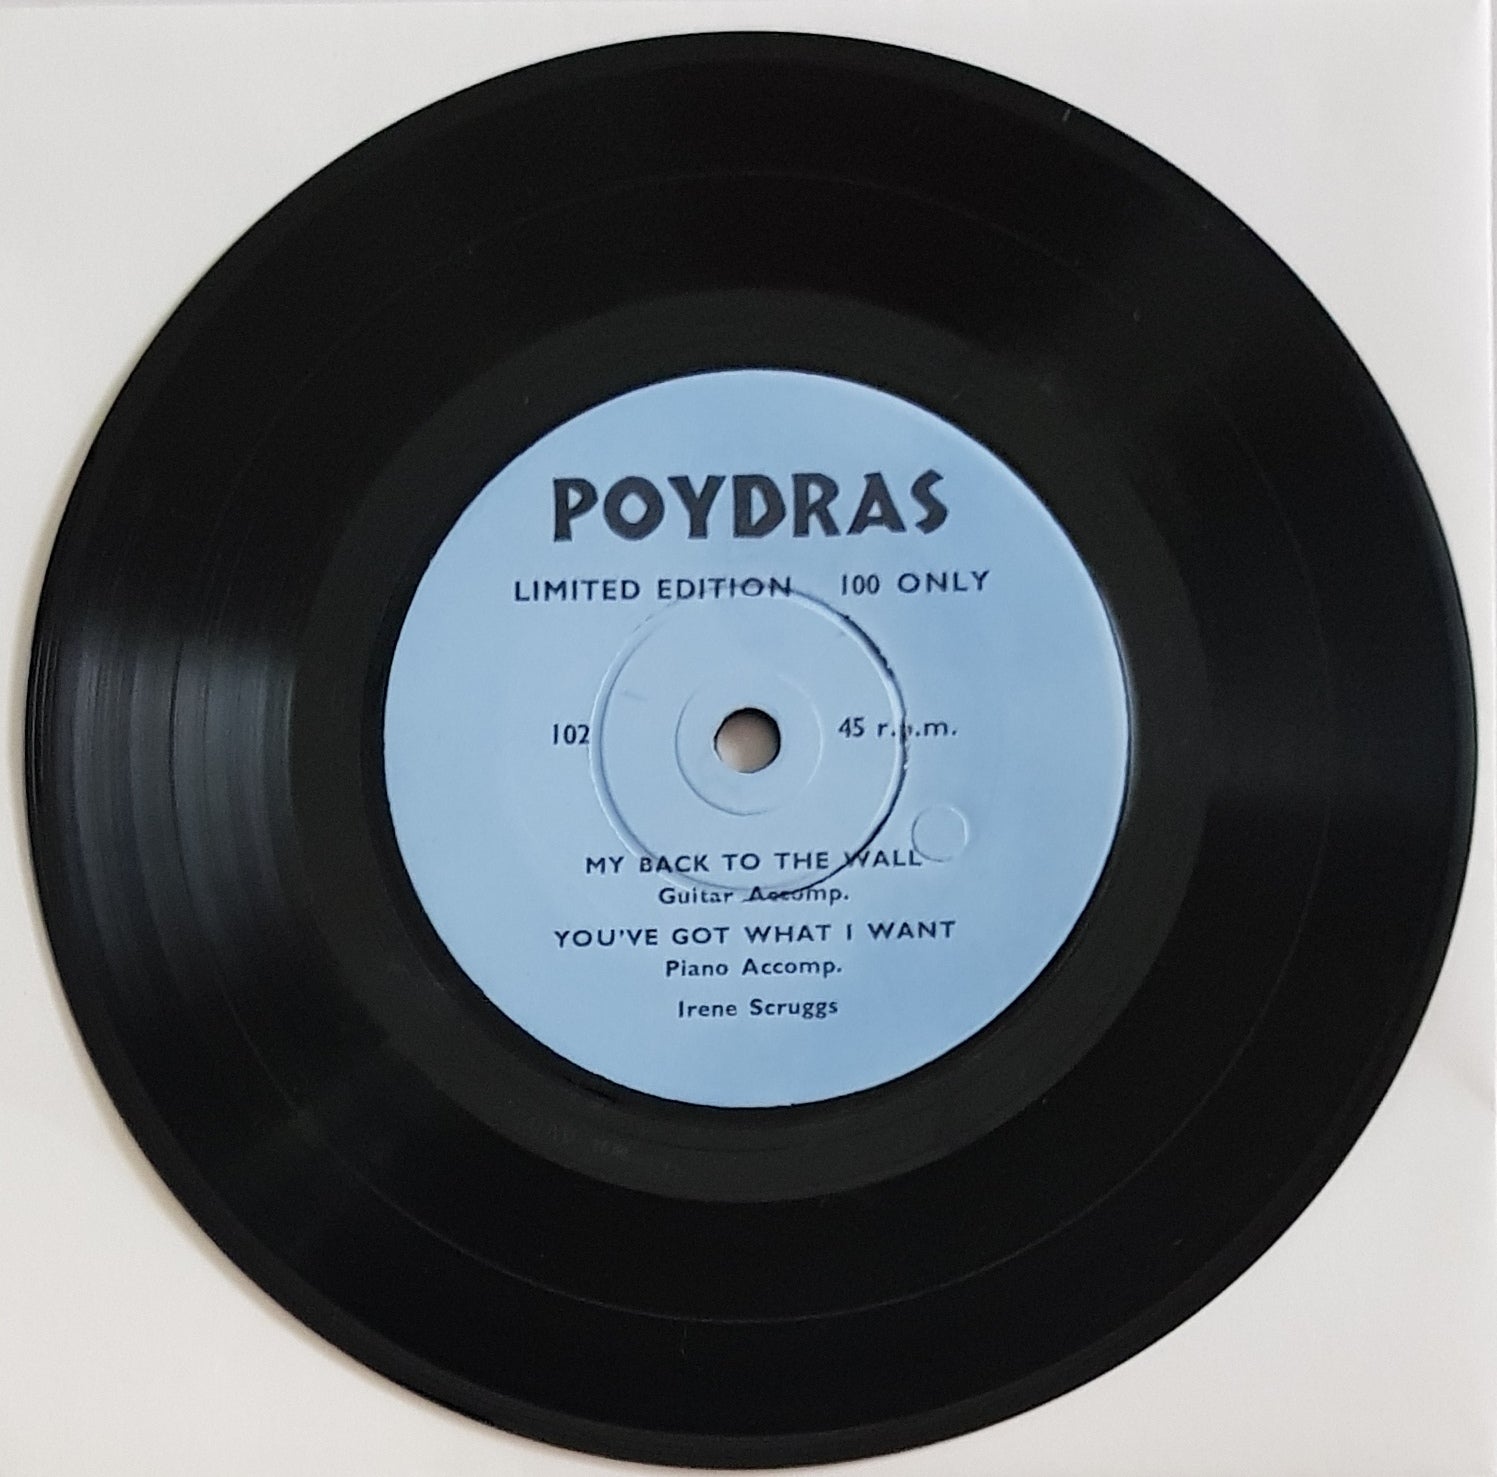 POYDRAS
LIMITED EDITION 100 ONLY
102 45 r.p.m.
MY BACK TO THE WALL
Guitar Accomp.
YOU'VE GOT WHAT I WANT
Piano Accomp.
Irene Scruggs